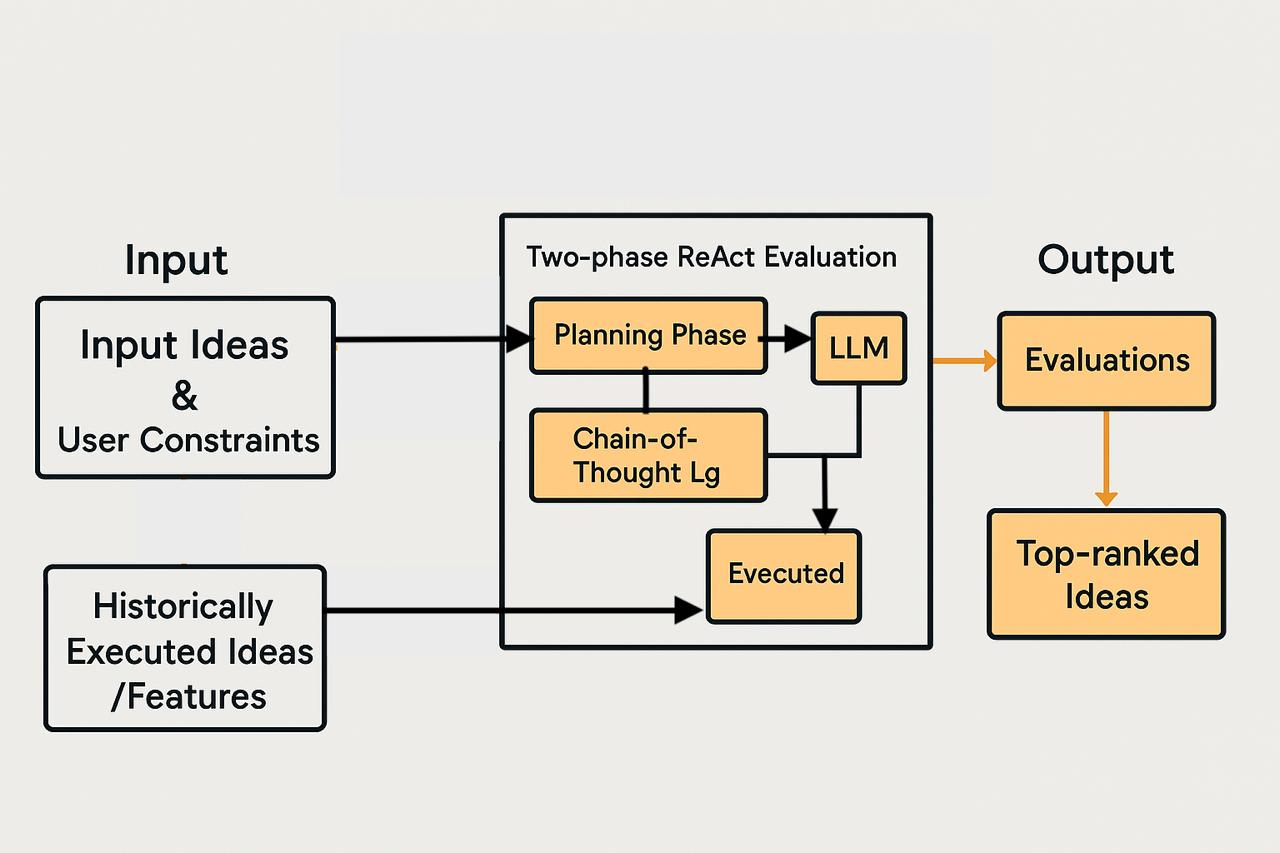 Input
Input Ideas
&
User Constraints
Historically
Executed Ideas
/Features
Two-phase ReAct Evaluation
Planning Phase
LLM
Chain-of-
Thought Lg
Evecuted
Output
Evaluations
Top-ranked
Ideas